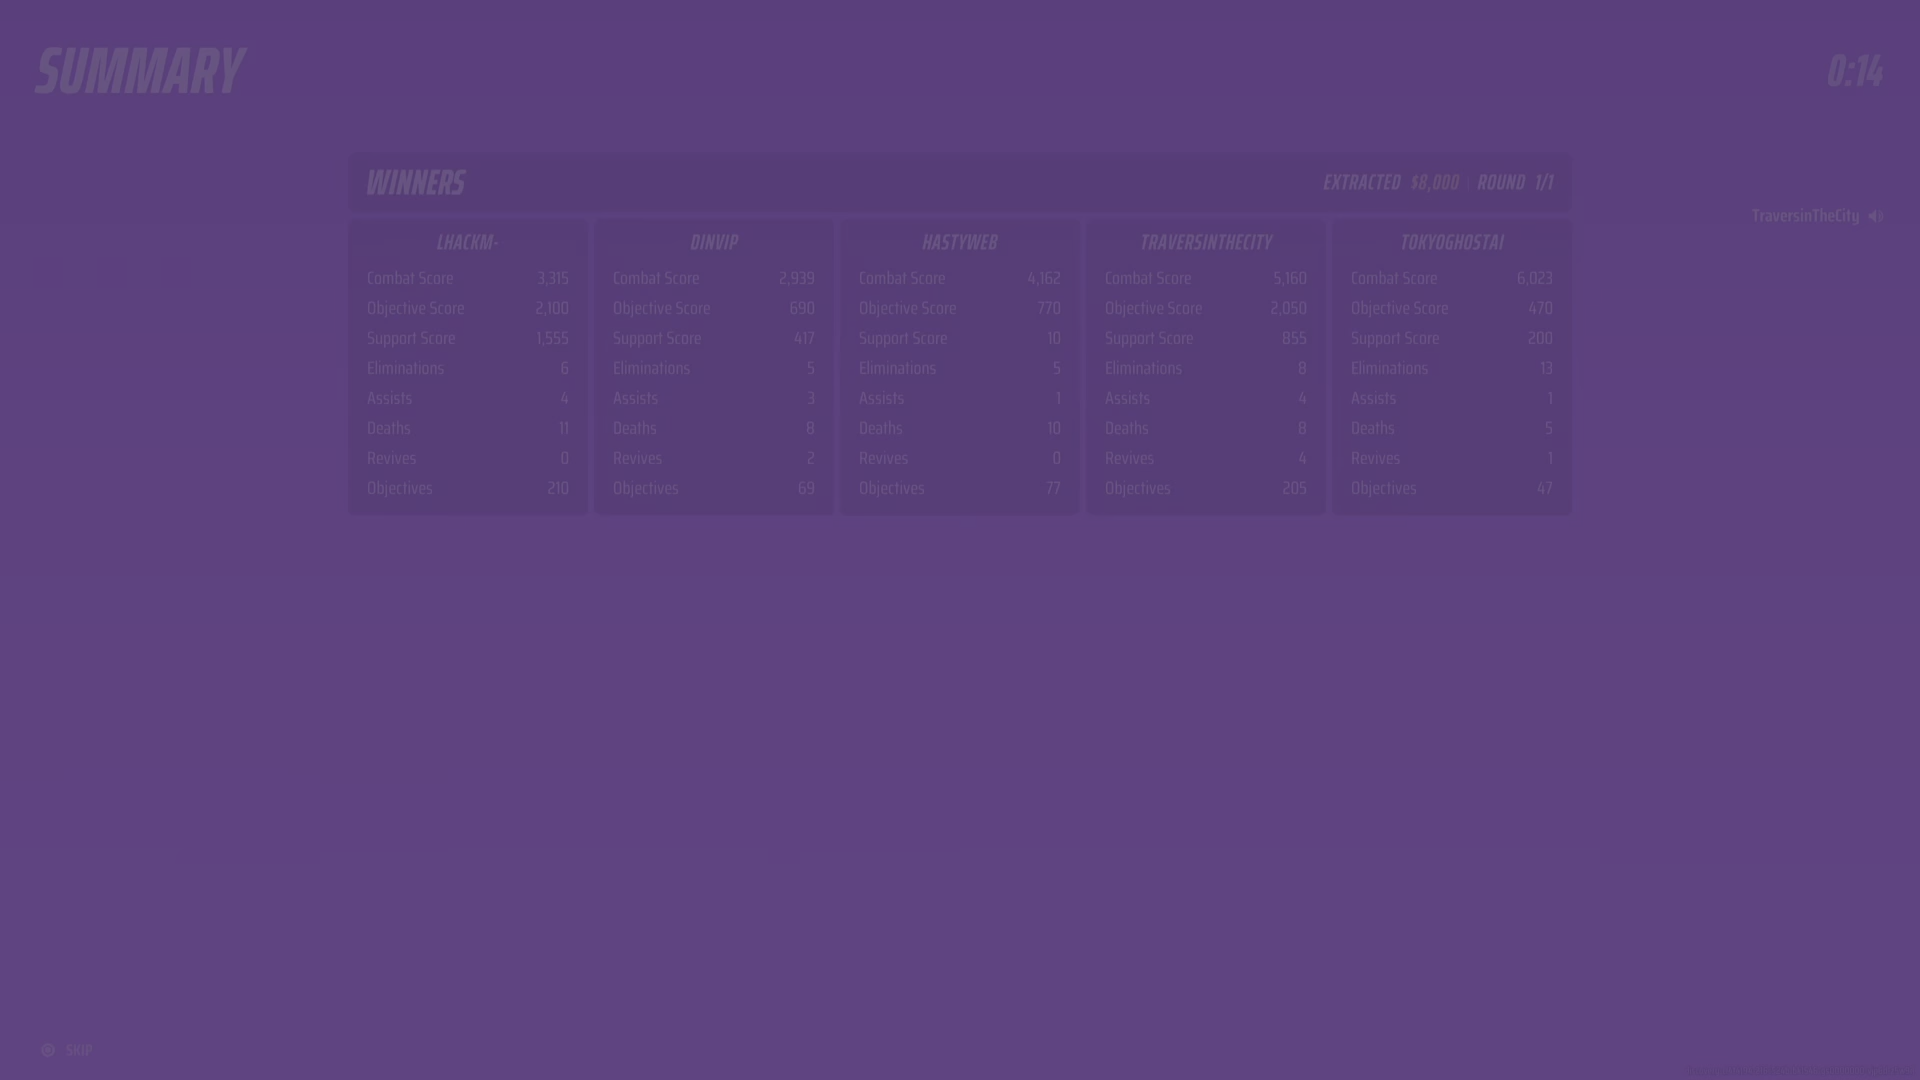 SUMMARY
0:14
WINNERS
EXTRACTED $8,000 ROUND 1/1
TraversinTheCity
LHACKM- DINVIP HASTYWEB TRAVERSINTHECITY TOKYOGHOSTAI
Combat Score 3,315 Combat Score 2,939 Combat Score 4,162 Combat Score 5,160 Combat Score 6,023
Objective Score 2,100 Objective Score 690 Objective Score 770 Objective Score 2,050 Objective Score 470
Support Score 1,555 Support Score 417 Support Score 10 Support Score 855 Support Score 200
Eliminations 6 Eliminations 5 Eliminations 5 Eliminations 8 Eliminations 13
Assists 4 Assists 3 Assists 1 Assists 4 Assists 1
Deaths 11 Deaths 8 Deaths 10 Deaths 8 Deaths 5
Revives 0 Revives 2 Revives 0 Revives 4 Revives 1
Objectives 210 Objectives 69 Objectives 77 Objectives 205 Objectives 47
SKIP